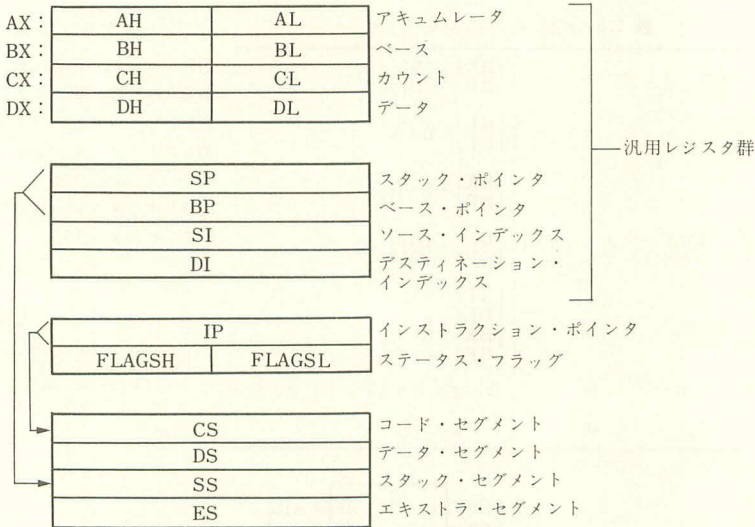 AX: AH AL アキュムレータ
BX: BH BL ベース
CX: CH CL カウント
DX: DH DL データ
汎用レジスタ群
SP スタック・ポインタ
BP ベース・ポインタ
SI ソース・インデックス
DI デスティネーション・
インデックス
IP インストラクション・ポインタ
FLAGSH FLAGSL ステータス・フラッグ
CS コード・セグメント
DS データ・セグメント
SS スタック・セグメント
ES エキストラ・セグメント